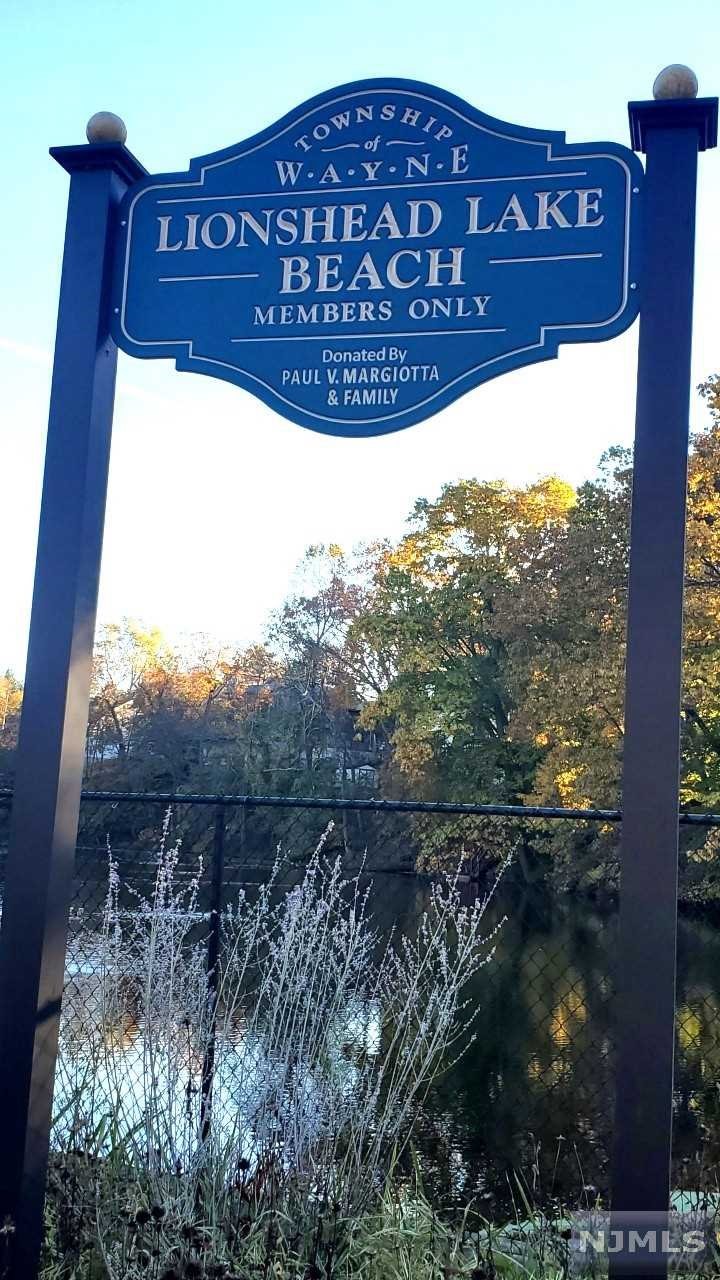 TOWNSHIP
of
W·A·Y·N·E
LIONSHEAD LAKE
BEACH
MEMBERS ONLY
Donated By
PAUL V. MARGIOTTA
& FAMILY
NJMLS